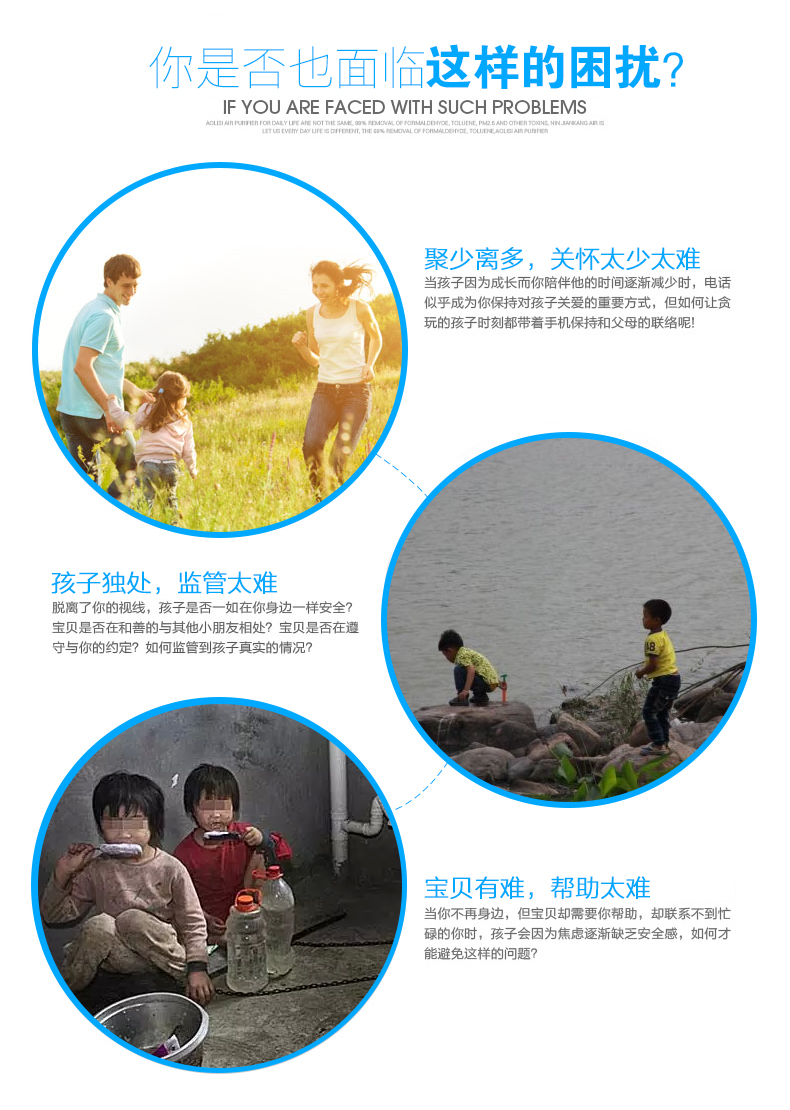 你是否也面临这样的困扰?
IF YOU ARE FACED WITH SUCH PROBLEMS
AOLEI AIR PURIFIER FOR DAILY LIFE ARE NOT THE SAME, 99% REMOVAL OF FORMALDEHYDE, TOLUENE, PM2.5 AND OTHER TOXINS, NIN JIANKANG AIR IS
LET US EVERY DAY LIFE IS DIFFERENT, THE 99% REMOVAL OF FORMALDEHYDE, TOLUENE,AOLISI AIR PURIFIER
聚少离多，关怀太少太难
当孩子因为成长而你陪伴他的时间逐渐减少时，电话
似乎成为你保持对孩子关爱的重要方式，但如何让贪
玩的孩子时刻都带着手机保持和父母的联络呢!
孩子独处，监管太难
脱离了你的视线，孩子是否一如在你身边一样安全?
宝贝是否在和善的与其他小朋友相处? 宝贝是否在遵
守与你的约定? 如何监管到孩子真实的情况?
宝贝有难，帮助太难
当你不再身边，但宝贝却需要你帮助，却联系不到忙
碌的你时，孩子会因为焦虑逐渐缺乏安全感，如何才
能避免这样的问题?